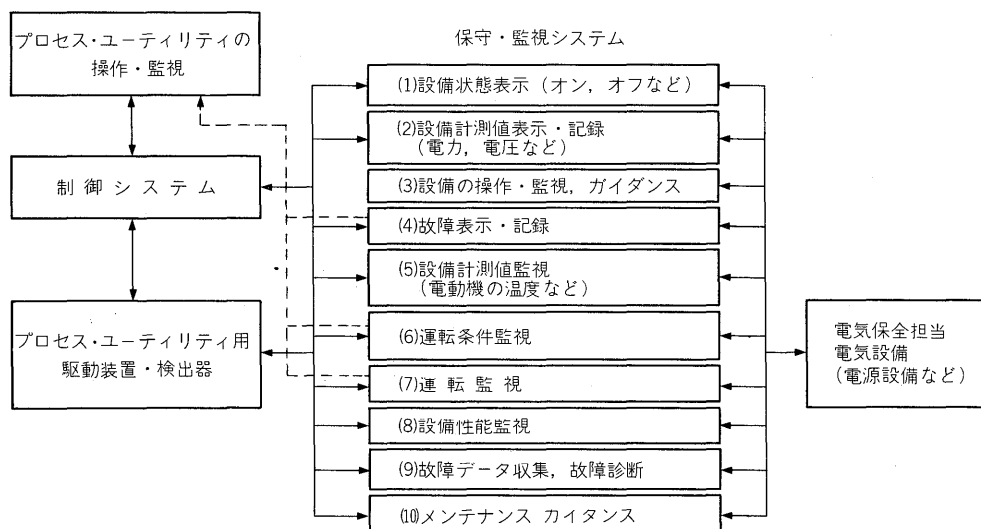 プロセス・ユーティリティの
操作・監視
制御システム
プロセス・ユーティリティ用
駆動装置・検出器
保守・監視システム
(1)設備状態表示(オン,オフなど)
(2)設備計測値表示・記録
(電力,電圧など)
(3)設備の操作・監視,ガイダンス
(4)故障表示・記録
(5)設備計測値監視
(電動機の温度など)
(6)運転条件監視
(7)運転監視
(8)設備性能監視
(9)故障データ収集,故障診断
(10)メンテナンス カイタンス
電気保全担当
電気設備
(電源設備など)